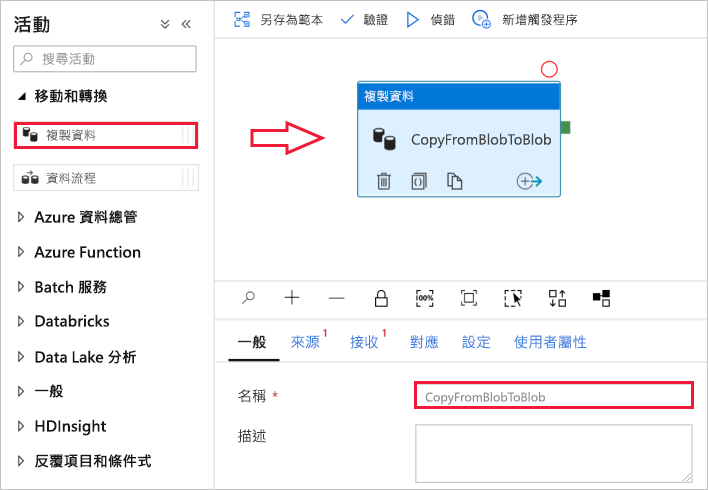 活動
搜尋活動
移動和轉換
複製資料
資料流程
Azure 資料總管
Azure Function
Batch 服務
Databricks
Data Lake 分析
一般
HDInsight
反覆項目和條件式
另存為範本 驗證 偵錯 新增觸發程序
複製資料
CopyFromBlobToBlob
100%
一般 來源 1 接收 1 對應 設定 使用者屬性
名稱 * CopyFromBlobToBlob
描述